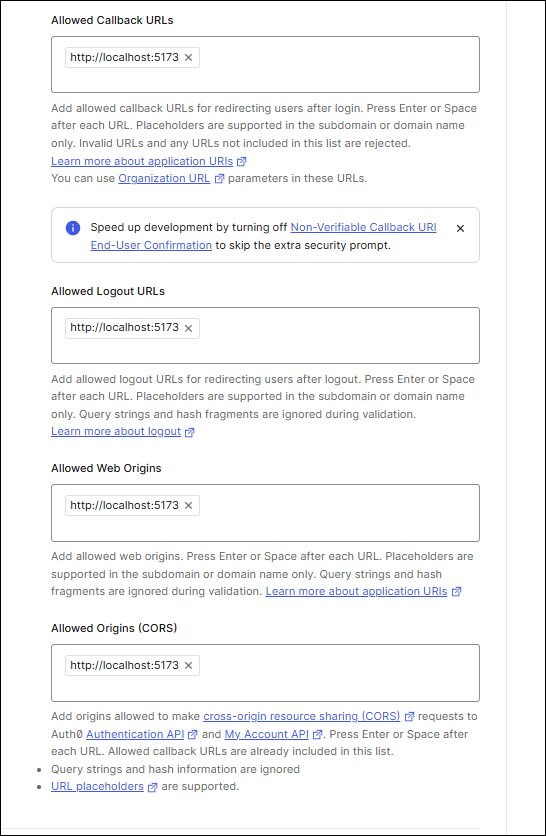 Allowed Callback URLs
http://localhost:5173
Add allowed callback URLs for redirecting users after login. Press Enter or Space
after each URL. Placeholders are supported in the subdomain or domain name
only. Invalid URLs and any URLs not included in this list are rejected.
Learn more about application URIs
You can use Organization URL parameters in these URLs.
Speed up development by turning off Non-Verifiable Callback URI
End-User Confirmation to skip the extra security prompt.
Allowed Logout URLs
http://localhost:5173
Add allowed logout URLs for redirecting users after logout. Press Enter or Space
after each URL. Placeholders are supported in the subdomain or domain name
only. Query strings and hash fragments are ignored during validation.
Learn more about logout
Allowed Web Origins
http://localhost:5173
Add allowed web origins. Press Enter or Space after each URL. Placeholders are
supported in the subdomain or domain name only. Query strings and hash
fragments are ignored during validation. Learn more about application URIs
Allowed Origins (CORS)
http://localhost:5173
Add origins allowed to make cross-origin resource sharing (CORS) requests to
Auth0 Authentication API and My Account API. Press Enter or Space after
each URL. Allowed callback URLs are already included in this list.
Query strings and hash information are ignored
URL placeholders are supported.